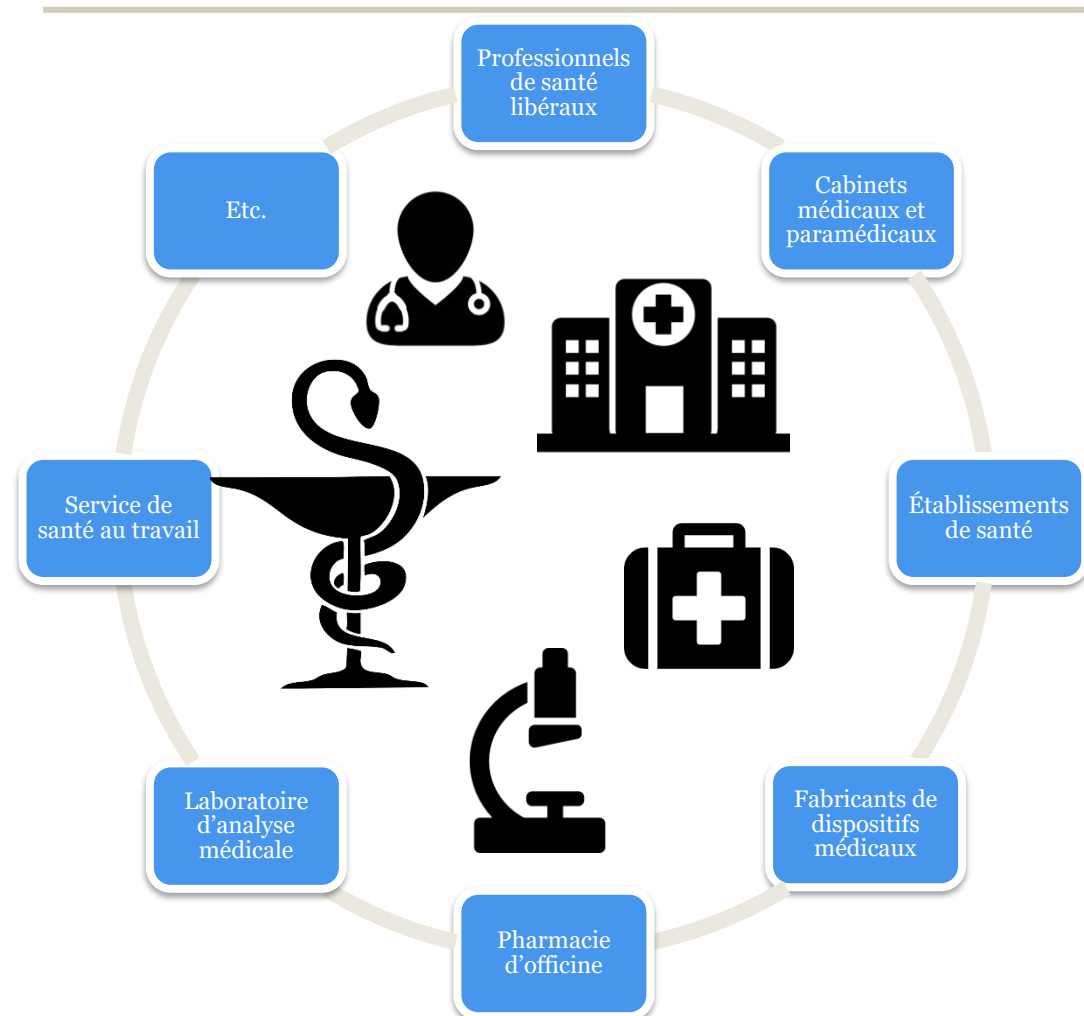 Professionnels
de santé
libéraux
Cabinets
médicaux et
paramédicaux
Établissements
de santé
Fabricants de
dispositifs
médicaux
Pharmacie
d’officine
Laboratoire
d’analyse
médicale
Service de
santé au travail
Etc.